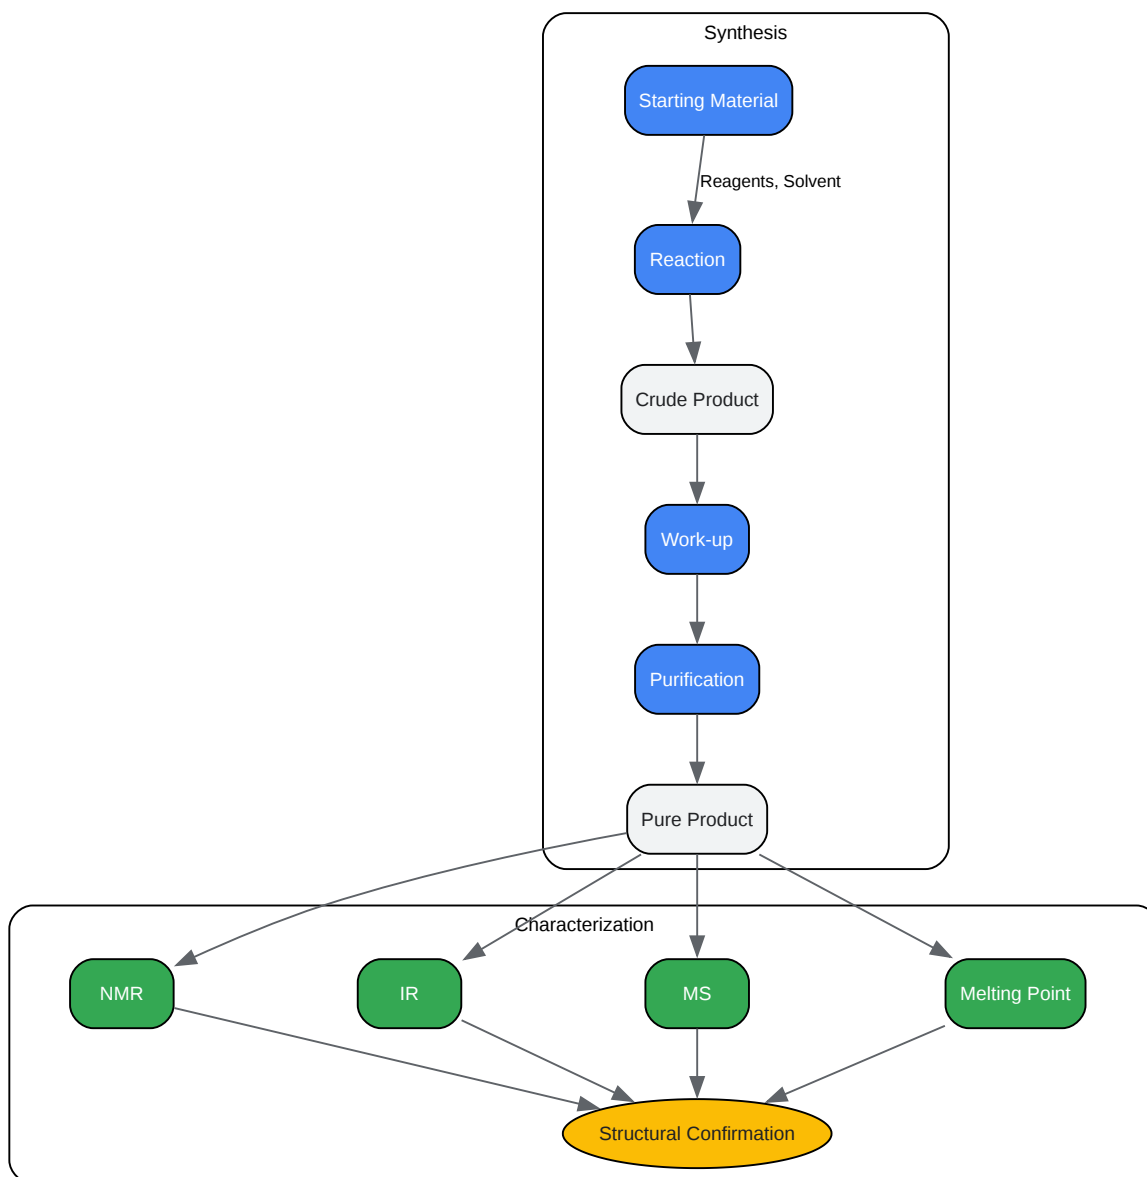 Synthesis
Starting Material
Reagents, Solvent
Reaction
Crude Product
Work-up
Purification
Pure Product
Characterization
NMR
IR
MS
Melting Point
Structural Confirmation